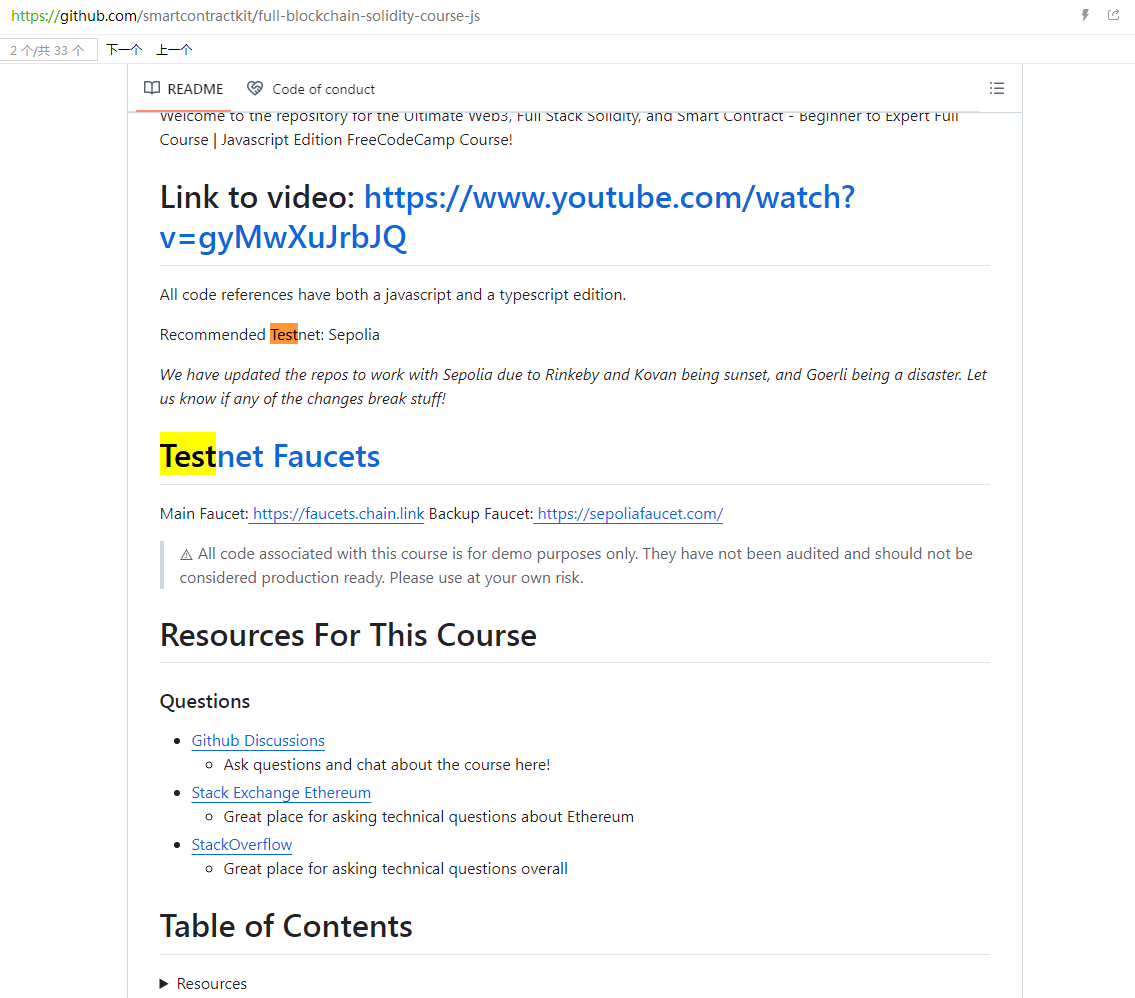 https://github.com/smartcontractkit/full-blockchain-solidity-course-js
2 个/共 33 个 下一个 上一个
README Code of conduct
Welcome to the repository for the Ultimate Web3, Full Stack Solidity, and Smart Contract - Beginner to Expert Full
Course | Javascript Edition FreeCodeCamp Course!
Link to video: https://www.youtube.com/watch?
v=gyMwXuJrbJQ
All code references have both a javascript and a typescript edition.
Recommended Testnet: Sepolia
We have updated the repos to work with Sepolia due to Rinkeby and Kovan being sunset, and Goerli being a disaster. Let
us know if any of the changes break stuff!
Testnet Faucets
Main Faucet: https://faucets.chain.link Backup Faucet: https://sepoliafaucet.com/
⚠ All code associated with this course is for demo purposes only. They have not been audited and should not be
considered production ready. Please use at your own risk.
Resources For This Course
Questions
• Github Discussions
◦ Ask questions and chat about the course here!
• Stack Exchange Ethereum
◦ Great place for asking technical questions about Ethereum
• StackOverflow
◦ Great place for asking technical questions overall
Table of Contents
▶ Resources